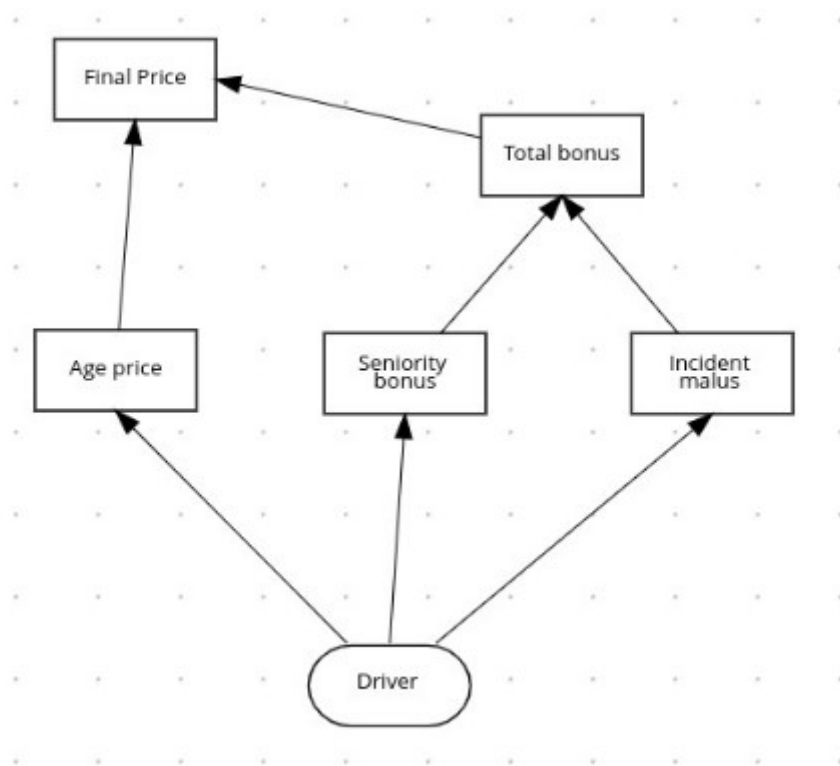 Final Price
Total bonus
Age price
Seniority
bonus
Incident
malus
Driver